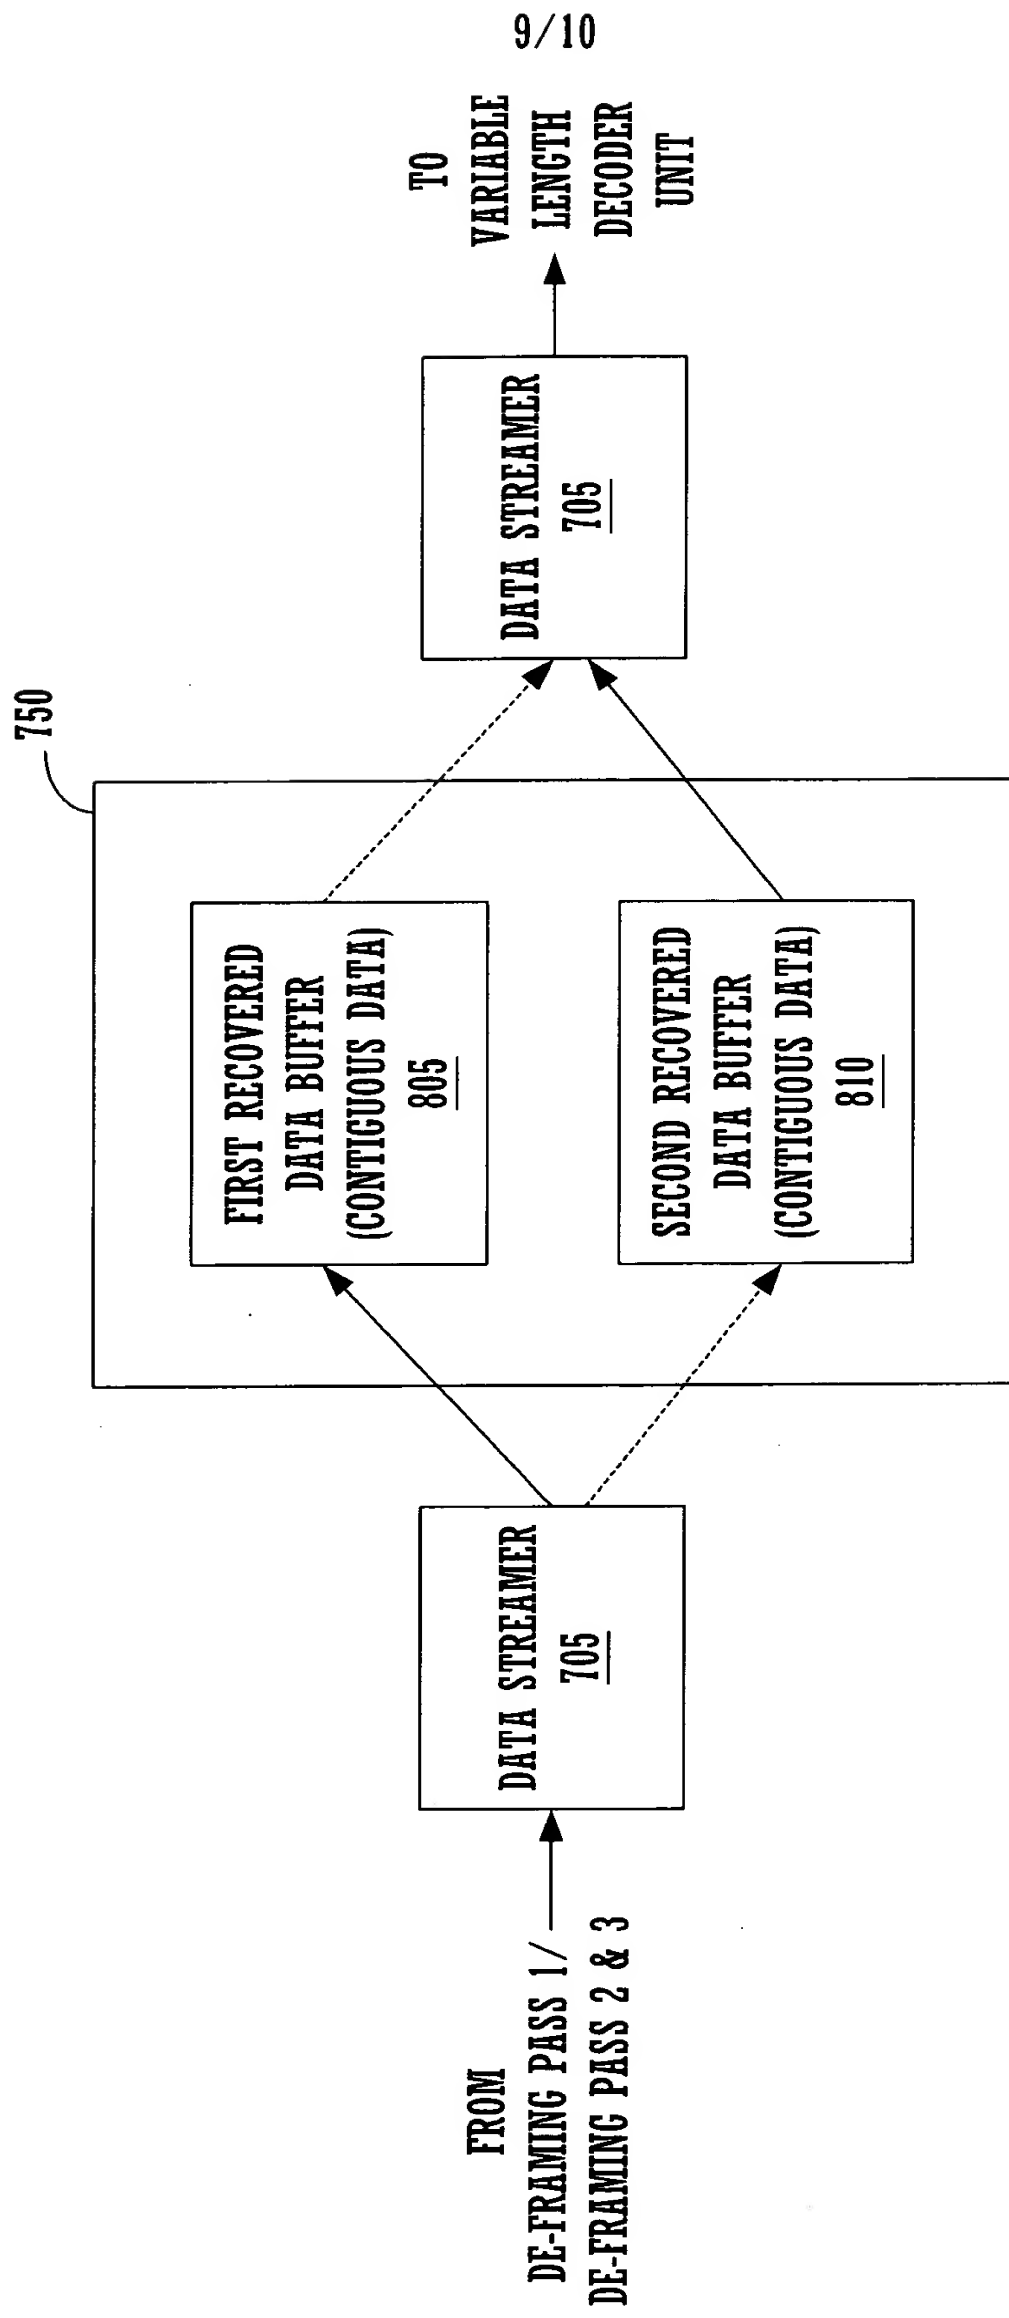 9/10
750
FROM
DE-FRAMING PASS 1/
DE-FRAMING PASS 2 & 3
DATA STREAMER
705
FIRST RECOVERED
DATA BUFFER
(CONTIGUOUS DATA)
805
SECOND RECOVERED
DATA BUFFER
(CONTIGUOUS DATA)
810
DATA STREAMER
705
TO
VARIABLE
LENGTH
DECODER
UNIT